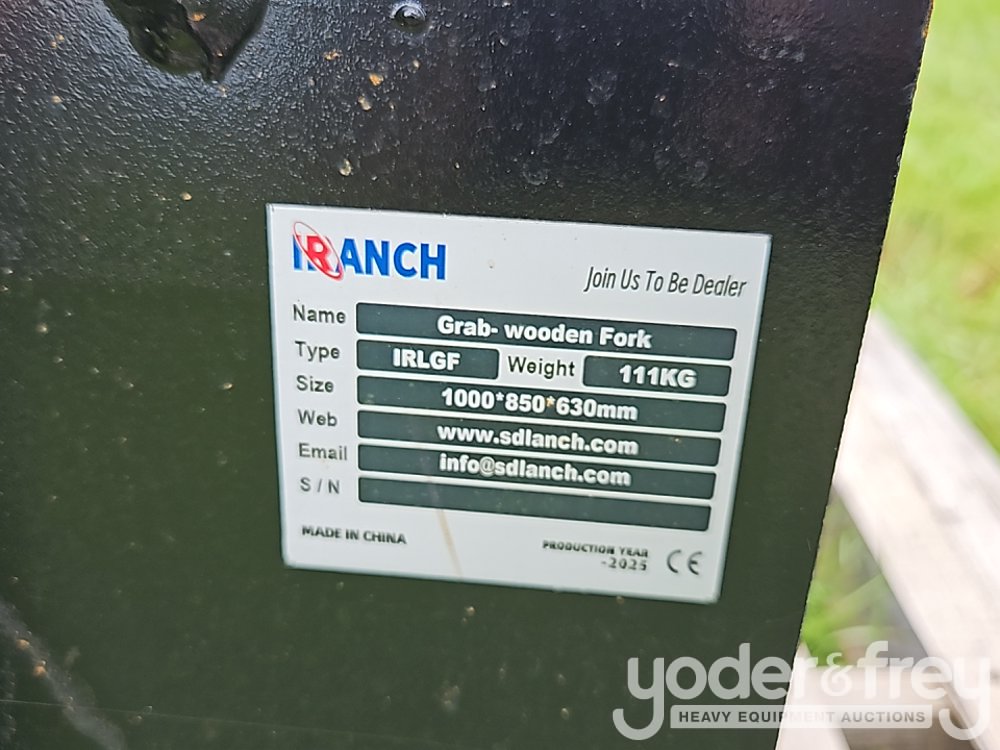 IRANCH
Join Us To Be Dealer
Name Grab- wooden Fork
Type IRLGF Weight 111KG
Size 1000*850*630mm
Web www.sdlanch.com
Email info@sdlanch.com
S/N
MADE IN CHINA
PRODUCTION YEAR
-2025 CE
yoder&frey
HEAVY EQUIPMENT AUCTIONS